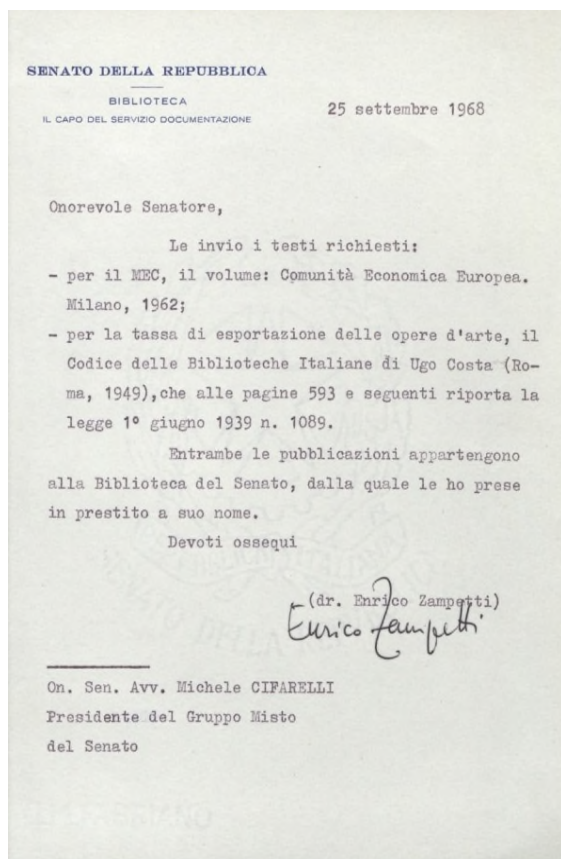 SENATO DELLA REPUBBLICA
BIBLIOTECA
IL CAPO DEL SERVIZIO DOCUMENTAZIONE
25 settembre 1968
Onorevole Senatore,
Le invio i testi richiesti:
- per il MEC, il volume: Comunità Economica Europea.
Milano, 1962;
- per la tassa di esportazione delle opere d'arte, il
Codice delle Biblioteche Italiane di Ugo Costa (Ro-
ma, 1949),che alle pagine 593 e seguenti riporta la
legge 1º giugno 1939 n. 1089.
Entrambe le pubblicazioni appartengono
alla Biblioteca del Senato, dalla quale le ho prese
in prestito a suo nome.
Devoti ossequi
(dr. Enrico Zampetti)
Enrico Zampetti
On. Sen. Avv. Michele CIFARELLI
Presidente del Gruppo Misto
del Senato